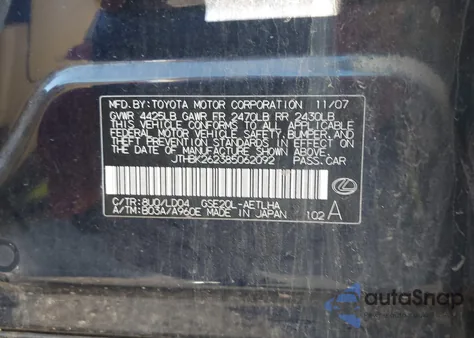 MFD.BY:TOYOTA MOTOR CORPORATION 11/07
GVWR 4425LB GAWR FR 2470LB RR 2430LB
THIS VEHICLE CONFORMS TO ALL APPLICABLE
FEDERAL MOTOR VEHICLE SAFETY, BUMPER, AND
THEFT PREVENTION STANDARDS IN EFFECT ON
THE DATE OF MANUFACTURE SHOWN ABOVE.
JTHBK262385062092 PASS.CAR
C/TR:8U0/LD04 GSE20L-AETLHA
A/TM:B03A/A960E MADE IN JAPAN 102 A
autoSnap